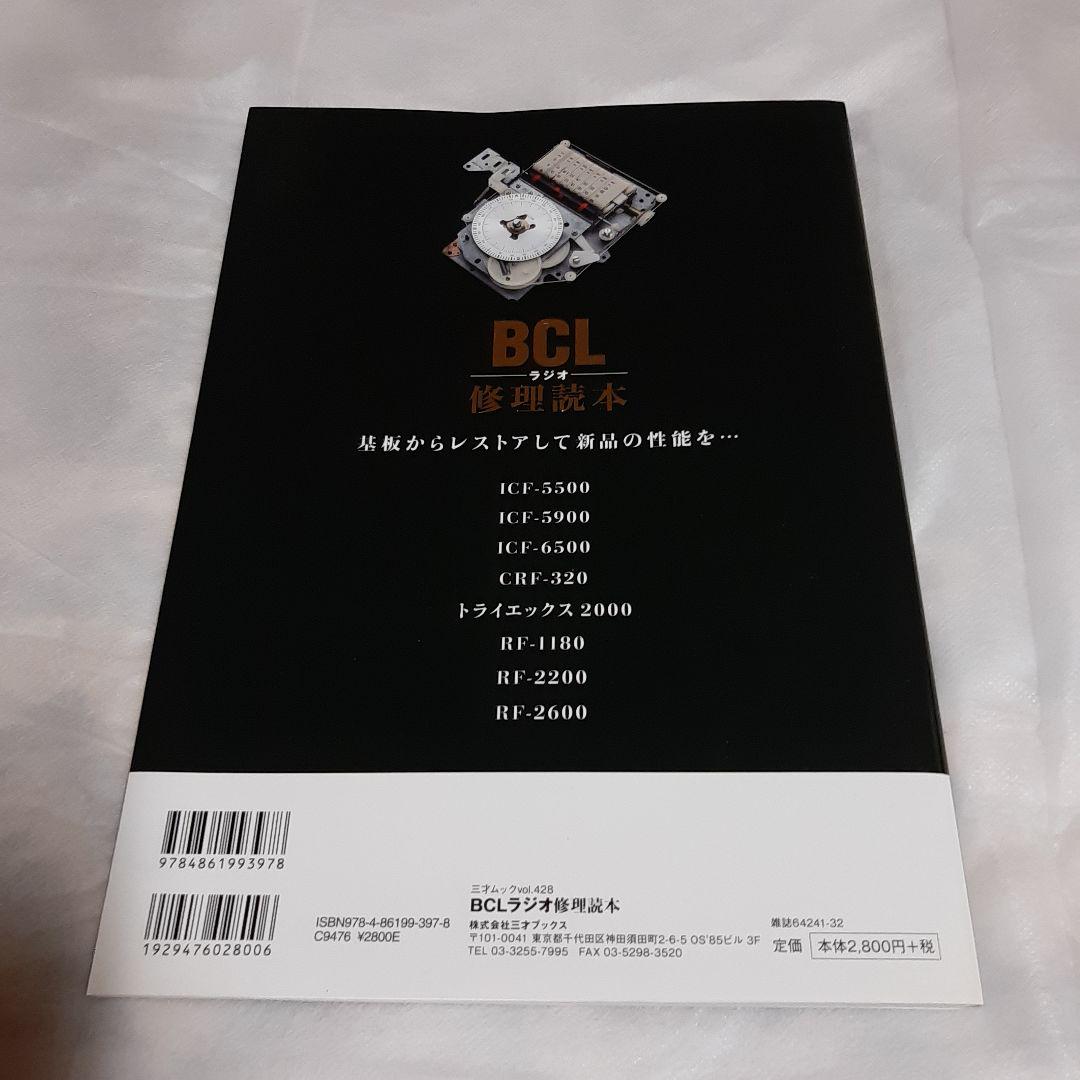 BCL
ラジオ
修理読本
基板からレストアして新品の性能を…
ICF-5500
ICF-5900
ICF-6500
CRF-320
トライエックス2000
RF-1180
RF-2200
RF-2600
9784861993978
1929476028006
ISBN978-4-86199-397-8
C9476 ¥2800E
三才ムックvol.428
BCLラジオ修理読本
株式会社三才ブックス
〒101-0041 東京都千代田区神田須田町2-6-5 OS'85ビル 3F
TEL 03-3255-7995 FAX 03-5298-3520
雑誌64241-32
定価 本体2,800円+税